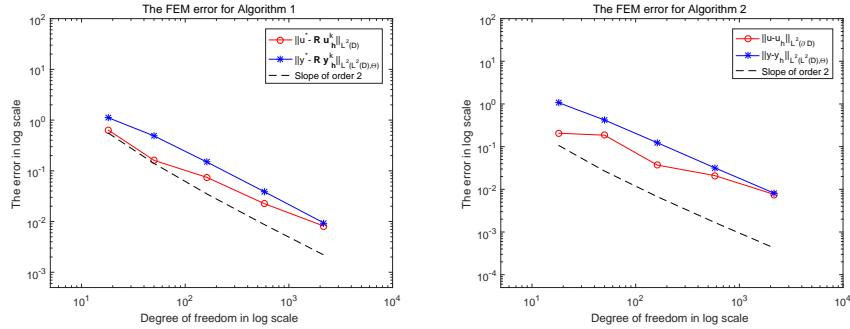 The FEM error for Algorithm 1
||u* - R u_h^k||_{L^2(D)}
||y* - R y_h^k||_{L^2(L^2(D),Θ)}
Slope of order 2
The error in log scale
10^2
10^1
10^0
10^-1
10^-2
10^-3
10^1
10^2
10^3
10^4
Degree of freedom in log scale
The FEM error for Algorithm 2
||u-u_h||_{L^2(∂ D)}
||y-y_h||_{L^2(L^2(D),Θ)}
Slope of order 2
The error in log scale
10^2
10^1
10^0
10^-1
10^-2
10^-3
10^-4
10^1
10^2
10^3
10^4
Degree of freedom in log scale